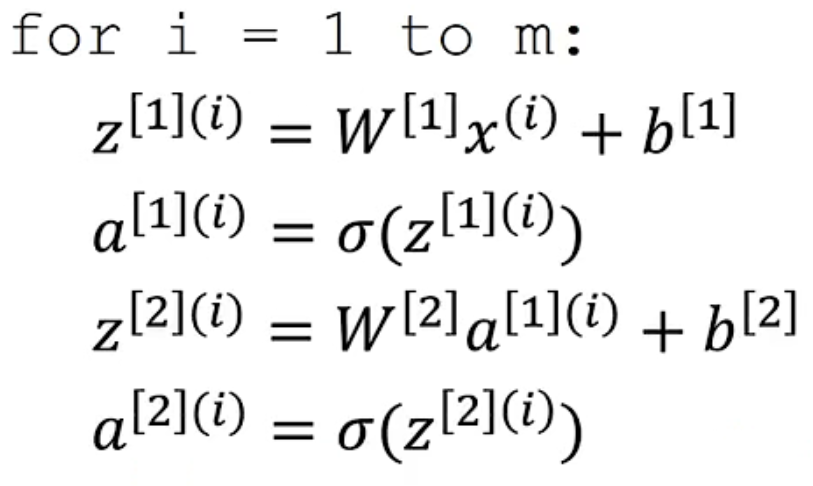 for i = 1 to m:
z^{[1](i)} = W^{[1]}x^{(i)} + b^{[1]}
a^{[1](i)} = σ(z^{[1](i)})
z^{[2](i)} = W^{[2]}a^{[1](i)} + b^{[2]}
a^{[2](i)} = σ(z^{[2](i)})